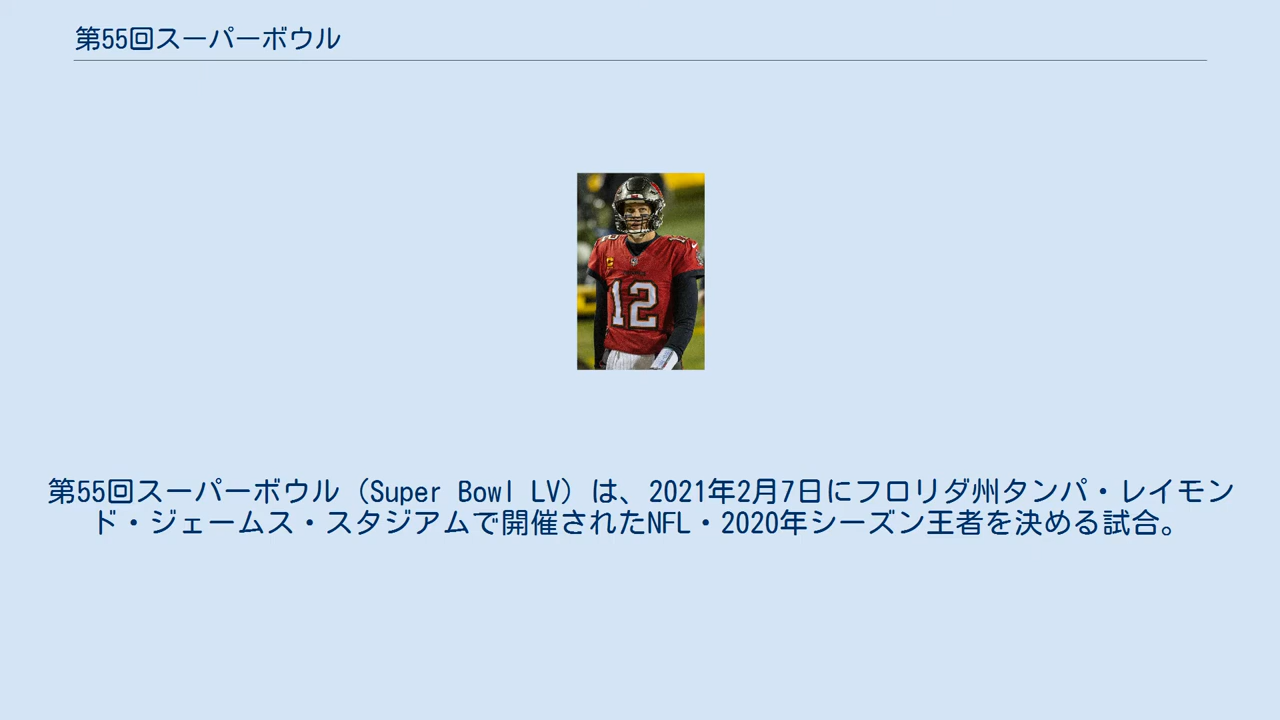 第55回スーパーボウル
12
第55回スーパーボウル（Super Bowl LV）は、2021年2月7日にフロリダ州タンパ・レイモン
ド・ジェームス・スタジアムで開催されたNFL・2020年シーズン王者を決める試合。